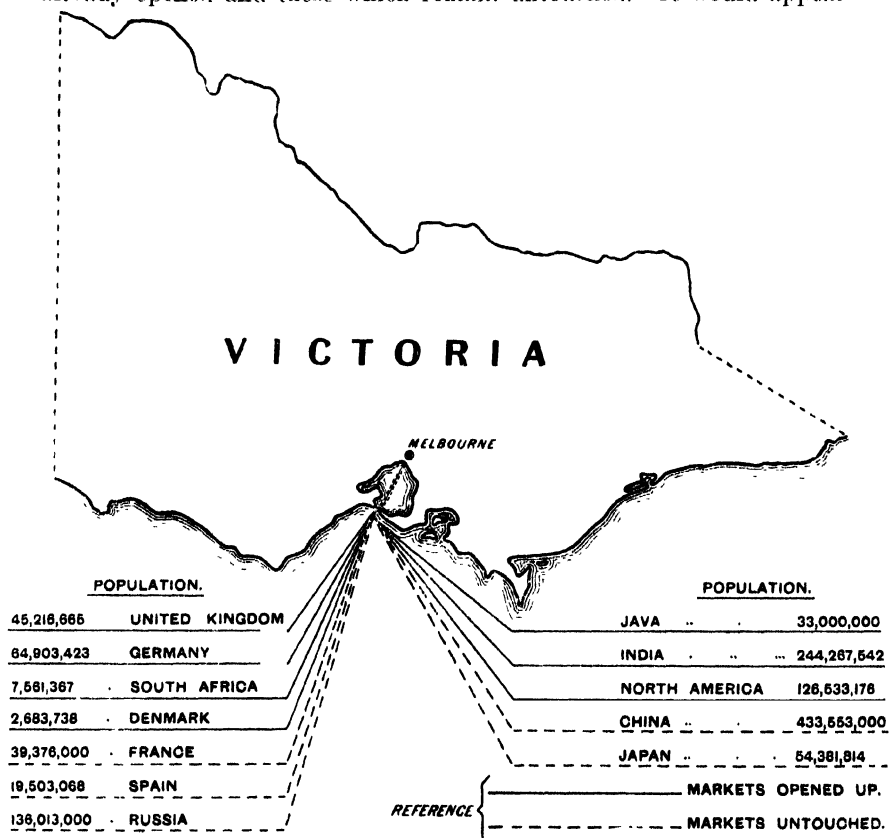 VICTORIA
MELBOURNE
POPULATION.
45,216,665 UNITED KINGDOM
64,903,423 GERMANY
7,561,367 . SOUTH AFRICA
2,683,738 . DENMARK
39,376,000 . FRANCE
19,503,068 SPAIN
136,013,000 . RUSSIA
POPULATION.
JAVA .. . 33,000,000
INDIA . .. ... 244,267,542
NORTH AMERICA 126,533,176
CHINA .. . 433,553,000
JAPAN .. . . 54,381,814
REFERENCE
MARKETS OPENED UP.
MARKETS UNTOUCHED.